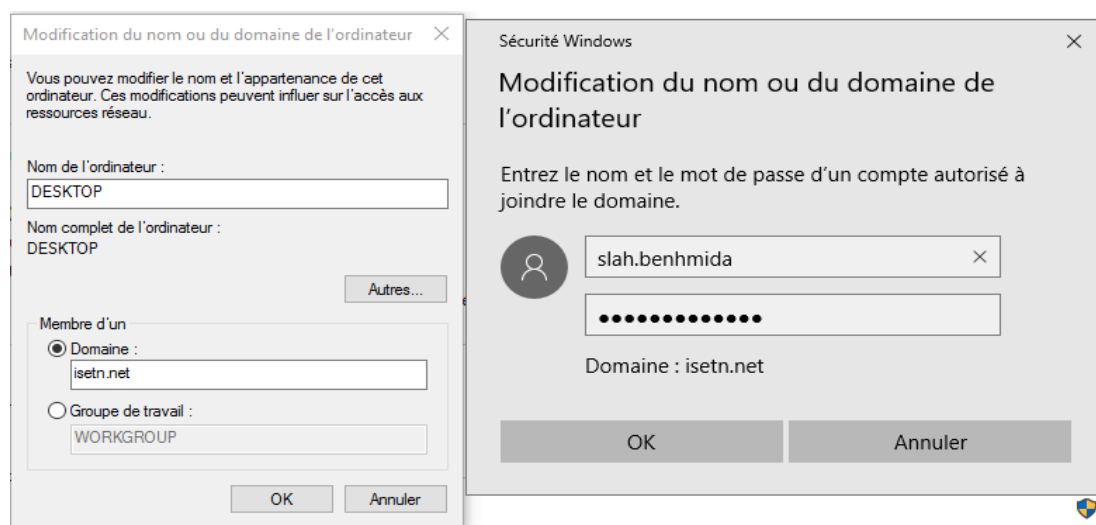 Modification du nom ou du domaine de l'ordinateur
Vous pouvez modifier le nom et l'appartenance de cet
ordinateur. Ces modifications peuvent influer sur l'accès aux
ressources réseau.
Nom de l'ordinateur :
DESKTOP
Nom complet de l'ordinateur :
DESKTOP
Autres...
Membre d'un
Domaine :
isetn.net
Groupe de travail :
WORKGROUP
OK
Annuler
Sécurité Windows
Modification du nom ou du domaine de
l'ordinateur
Entrez le nom et le mot de passe d'un compte autorisé à
joindre le domaine.
slah.benhmida
●●●●●●●●●●●●●
Domaine : isetn.net
OK
Annuler